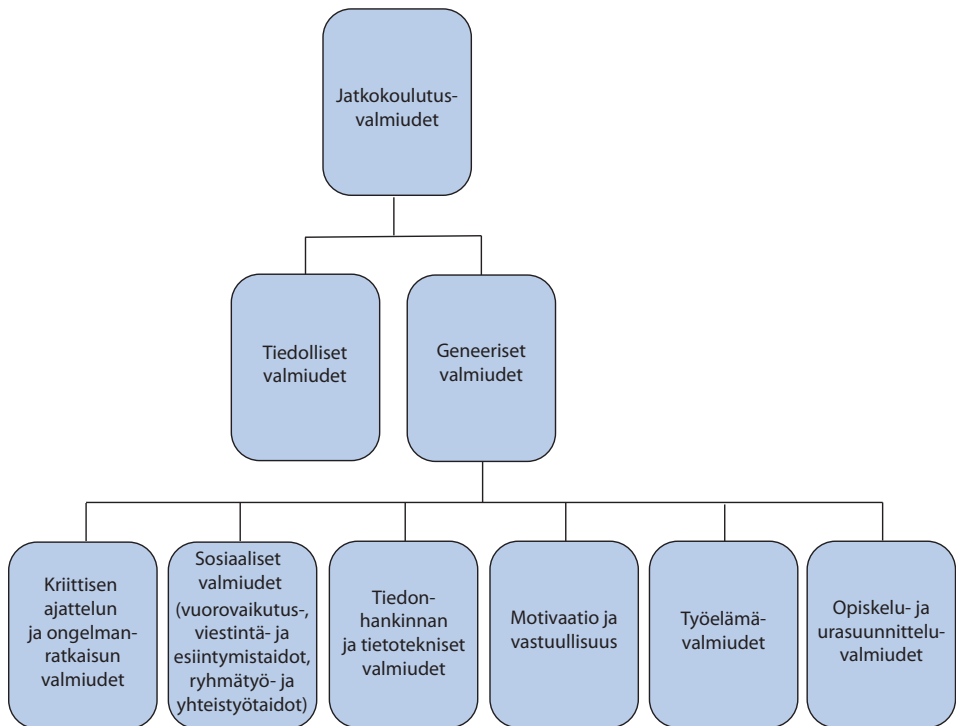 Jatkokoulutus-
valmiudet
Tiedolliset
valmiudet
Geneeriset
valmiudet
Kriittisen
ajattelun
ja ongelman-
ratkaisun
valmiudet
Sosiaaliset
valmiudet
(vuorovaikutus-,
viestintä- ja
esiintymistaidot,
ryhmätyö- ja
yhteistyötaidot)
Tiedon-
hankinnan
ja tietotekniset
valmiudet
Motivaatio ja
vastuullisuus
Työelämä-
valmiudet
Opiskelu- ja
urasuunnittelu-
valmiudet